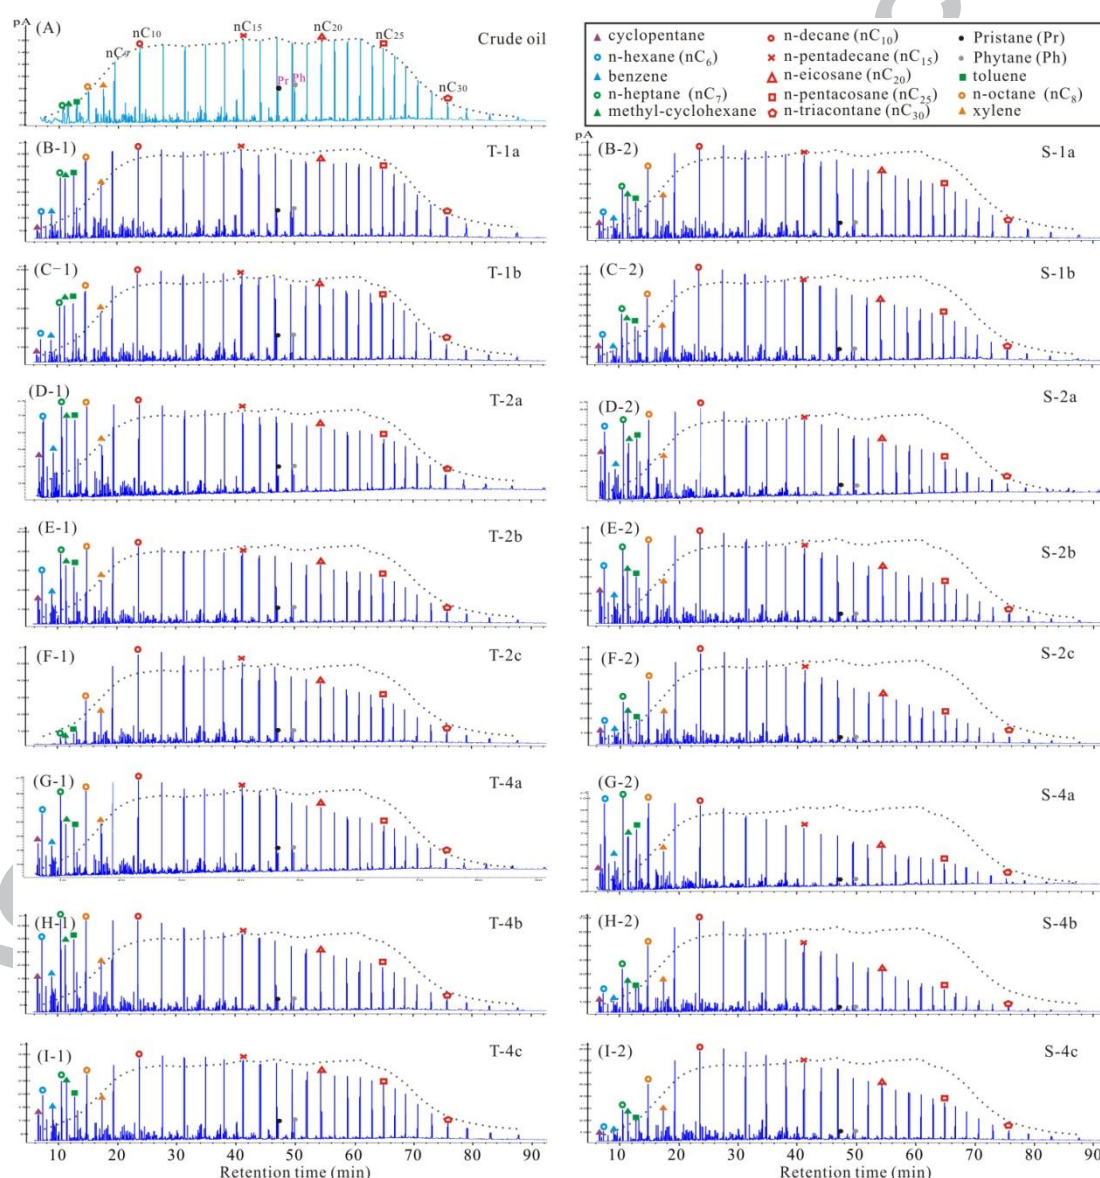 pA
(A)
nC9
nC10
nC15
nC20
nC25
nC30
Pr
Ph
Crude oil
cyclopentane
n-hexane (nC6)
benzene
n-heptane (nC7)
methyl-cyclohexane
n-decane (nC10)
n-pentadecane (nC15)
n-eicosane (nC20)
n-pentacosane (nC25)
n-triacontane (nC30)
Pristane (Pr)
Phytane (Ph)
toluene
n-octane (nC8)
xylene
pA
(B-1) T-1a
(B-2) S-1a
(C-1) T-1b
(C-2) S-1b
(D-1) T-2a
(D-2) S-2a
(E-1) T-2b
(E-2) S-2b
(F-1) T-2c
(F-2) S-2c
(G-1) T-4a
(G-2) S-4a
(H-1) T-4b
(H-2) S-4b
(I-1) T-4c
(I-2) S-4c
10 20 30 40 50 60 70 80 90
Retention time (min)
10 20 30 40 50 60 70 80 90
Retention time (min)